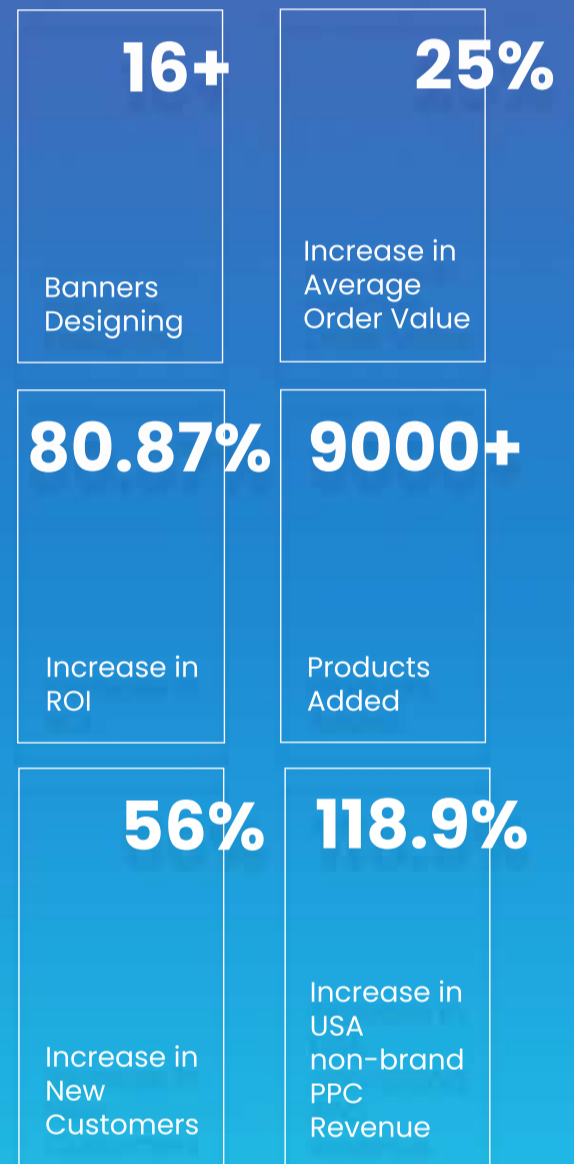 16+
Banners
Designing
25%
Increase in
Average
Order Value
80.87%
Increase in
ROI
9000+
Products
Added
56%
Increase in
New
Customers
118.9%
Increase in
USA
non-brand
PPC
Revenue